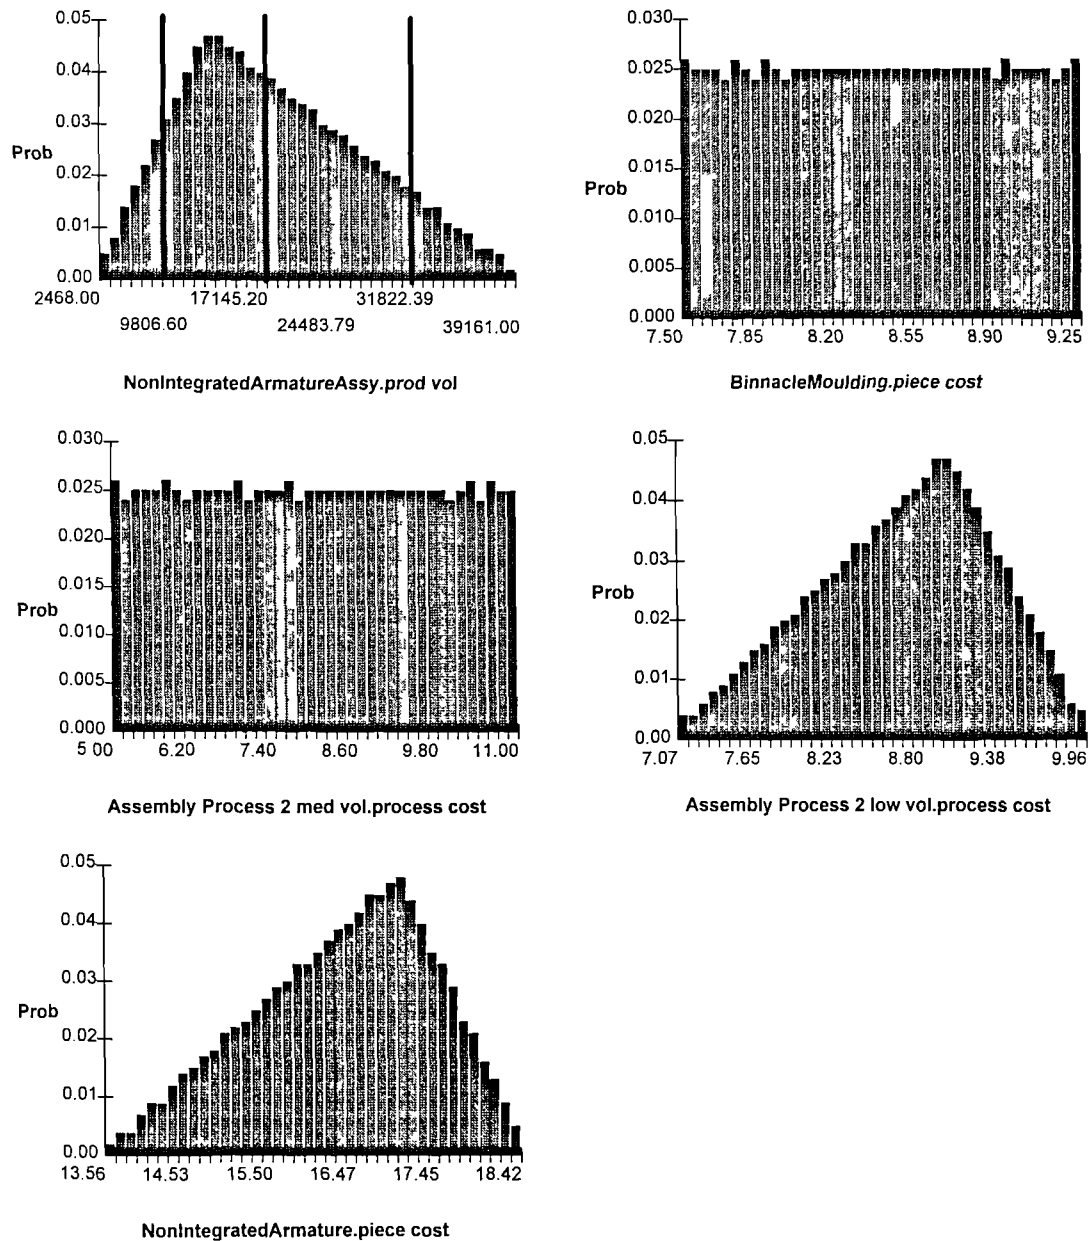 0.05
0.04
0.03
Prob
0.02
0.01
0.00
2468.00 17145.20 31822.39
9806.60 24483.79 39161.00
NonIntegratedArmatureAssy.prod vol
0.030
0.025
0.020
0.015
Prob
0.010
0.005
0.000
7.50 7.85 8.20 8.55 8.90 9.25
BinnacleMoulding.piece cost
0.030
0.025
0.020
0.015
Prob
0.010
0.005
0.000
5 00 6.20 7.40 8.60 9.80 11.00
Assembly Process 2 med vol.process cost
0.05
0.04
0.03
Prob
0.02
0.01
0.00
7.07 7.65 8.23 8.80 9.38 9.96
Assembly Process 2 low vol.process cost
0.05
0.04
0.03
Prob
0.02
0.01
0.00
13.56 14.53 15.50 16.47 17.45 18.42
NonIntegratedArmature.piece cost